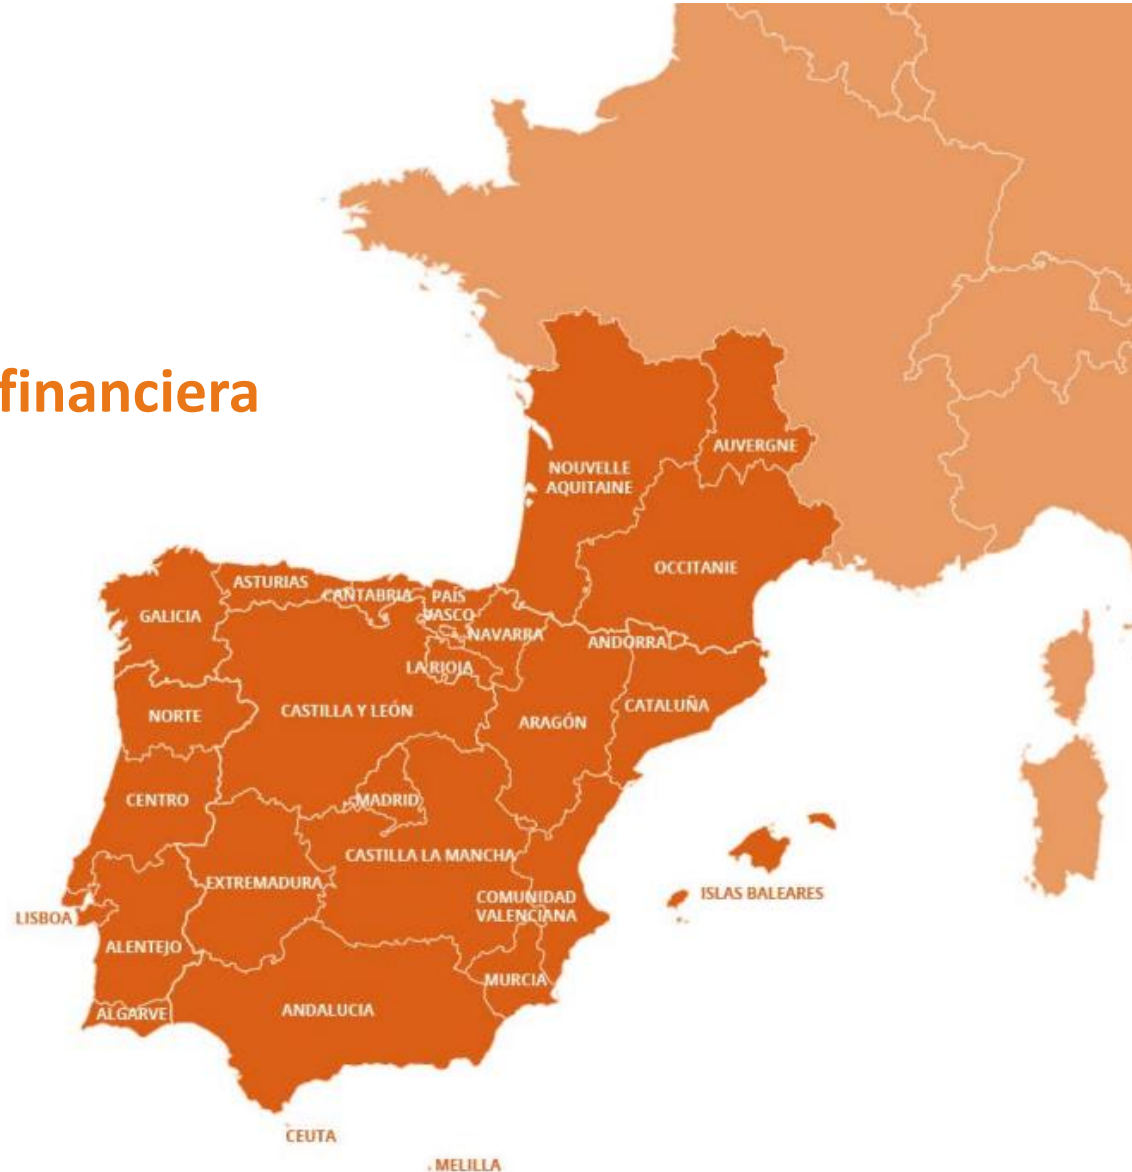 financiera
AUVERGNE
NOUVELLE
AQUITAINE
OCCITANIE
ASTURIAS
CANTABRIA
PAÍS
VASCO
GALICIA
NAVARRA
ANDORRA
LA RIOJA
CATALUÑA
CASTILLA Y LEÓN
NORTE
ARAGÓN
CENTRO
MADRID
CASTILLA LA MANCHA
EXTREMADURA
ISLAS BALEARES
COMUNIDAD
VALENCIANA
LISBOA
ALENTEJO
MURCIA
ANDALUCIA
ALGARVE
CEUTA
MELILLA